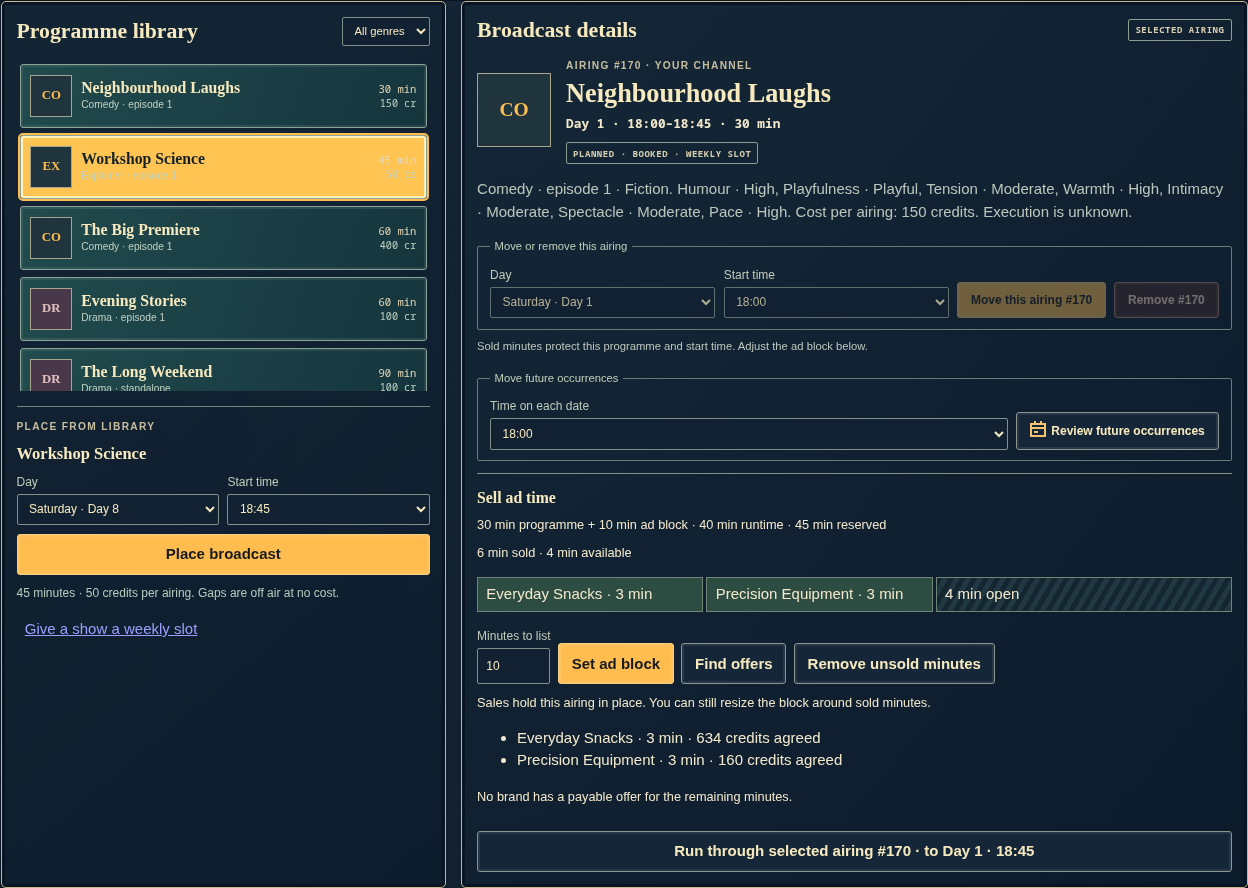 Programme library
All genres
CO
Neighbourhood Laughs
Comedy · episode 1
30 min
150 cr
EX
Workshop Science
45 min
CO
The Big Premiere
Comedy · episode 1
60 min
400 cr
DR
Evening Stories
Drama · episode 1
60 min
100 cr
DR
The Long Weekend
Drama · standalone
90 min
100 cr
PLACE FROM LIBRARY
Workshop Science
Day
Start time
Saturday · Day 8
18:45
Place broadcast
45 minutes · 50 credits per airing. Gaps are off air at no cost.
Give a show a weekly slot
Broadcast details
SELECTED AIRING
CO
AIRING #170 · YOUR CHANNEL
Neighbourhood Laughs
Day 1 · 18:00–18:45 · 30 min
PLANNED · BOOKED · WEEKLY SLOT
Comedy · episode 1 · Fiction. Humour · High, Playfulness · Playful, Tension · Moderate, Warmth · High, Intimacy
· Moderate, Spectacle · Moderate, Pace · High. Cost per airing: 150 credits. Execution is unknown.
Move or remove this airing
Day
Start time
Saturday · Day 1
18:00
Move this airing #170
Remove #170
Sold minutes protect this programme and start time. Adjust the ad block below.
Move future occurrences
Time on each date
18:00
Review future occurrences
Sell ad time
30 min programme + 10 min ad block · 40 min runtime · 45 min reserved
6 min sold · 4 min available
Everyday Snacks · 3 min
Precision Equipment · 3 min
4 min open
Minutes to list
10
Set ad block
Find offers
Remove unsold minutes
Sales hold this airing in place. You can still resize the block around sold minutes.
• Everyday Snacks · 3 min · 634 credits agreed
• Precision Equipment · 3 min · 160 credits agreed
No brand has a payable offer for the remaining minutes.
Run through selected airing #170 · to Day 1 · 18:45